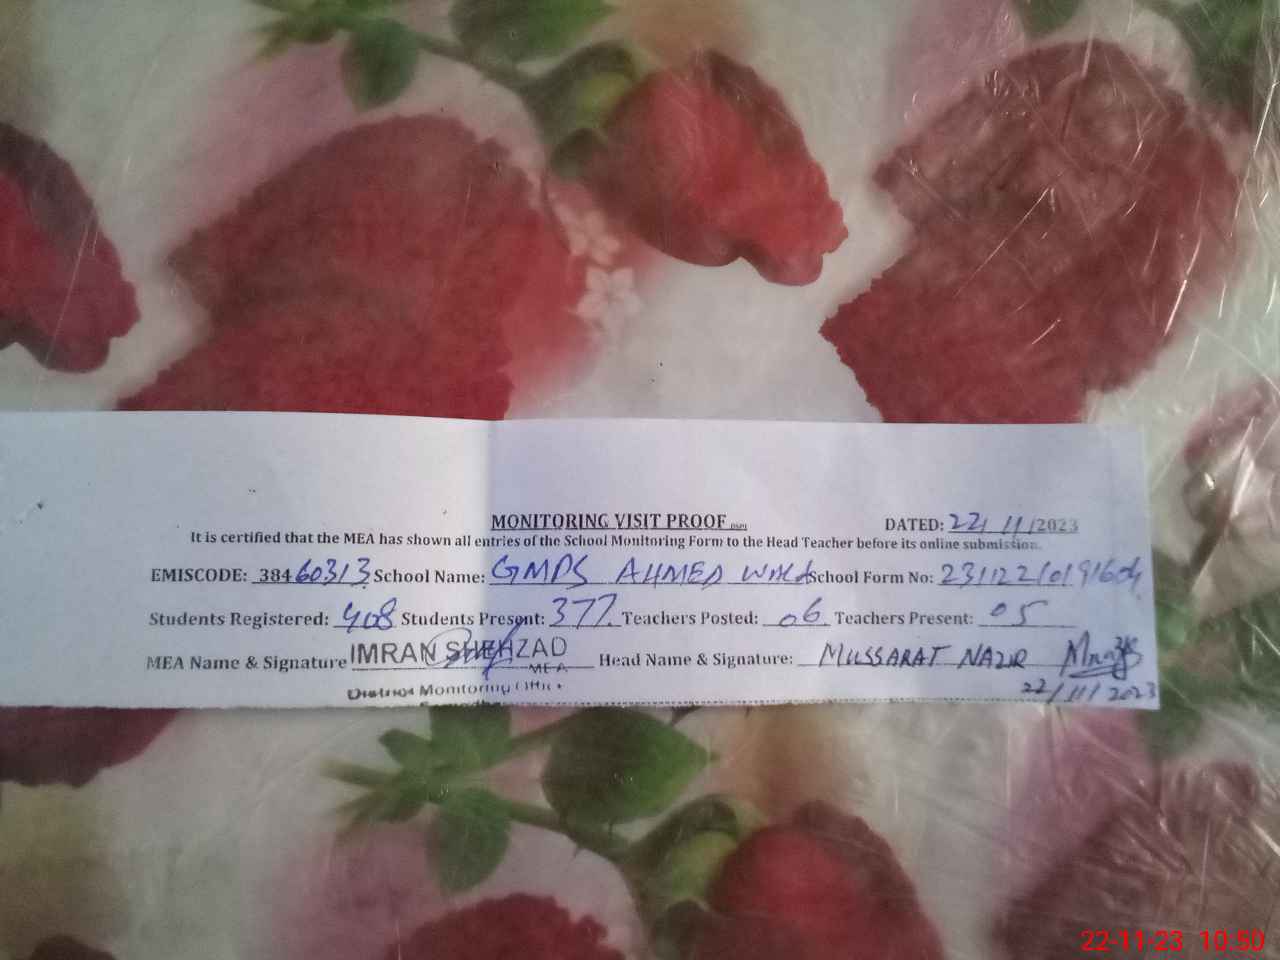 MONITORING VISIT PROOF DATED: 22/11/2023
It is certified that the MEA has shown all entries of the School Monitoring Form to the Head Teacher before its online submission.
EMISCODE: 38460313 School Name: GMPS AHMED School Form No:
Students Registered: 408 Students Present: 377 Teachers Posted: 06 Teachers Present: 05
MEA Name & Signature IMRAN SHEHZAD Head Name & Signature: MUSSARAT NAZIR
MEA
District Monitoring 22/11/2023
22-11-23 10:50